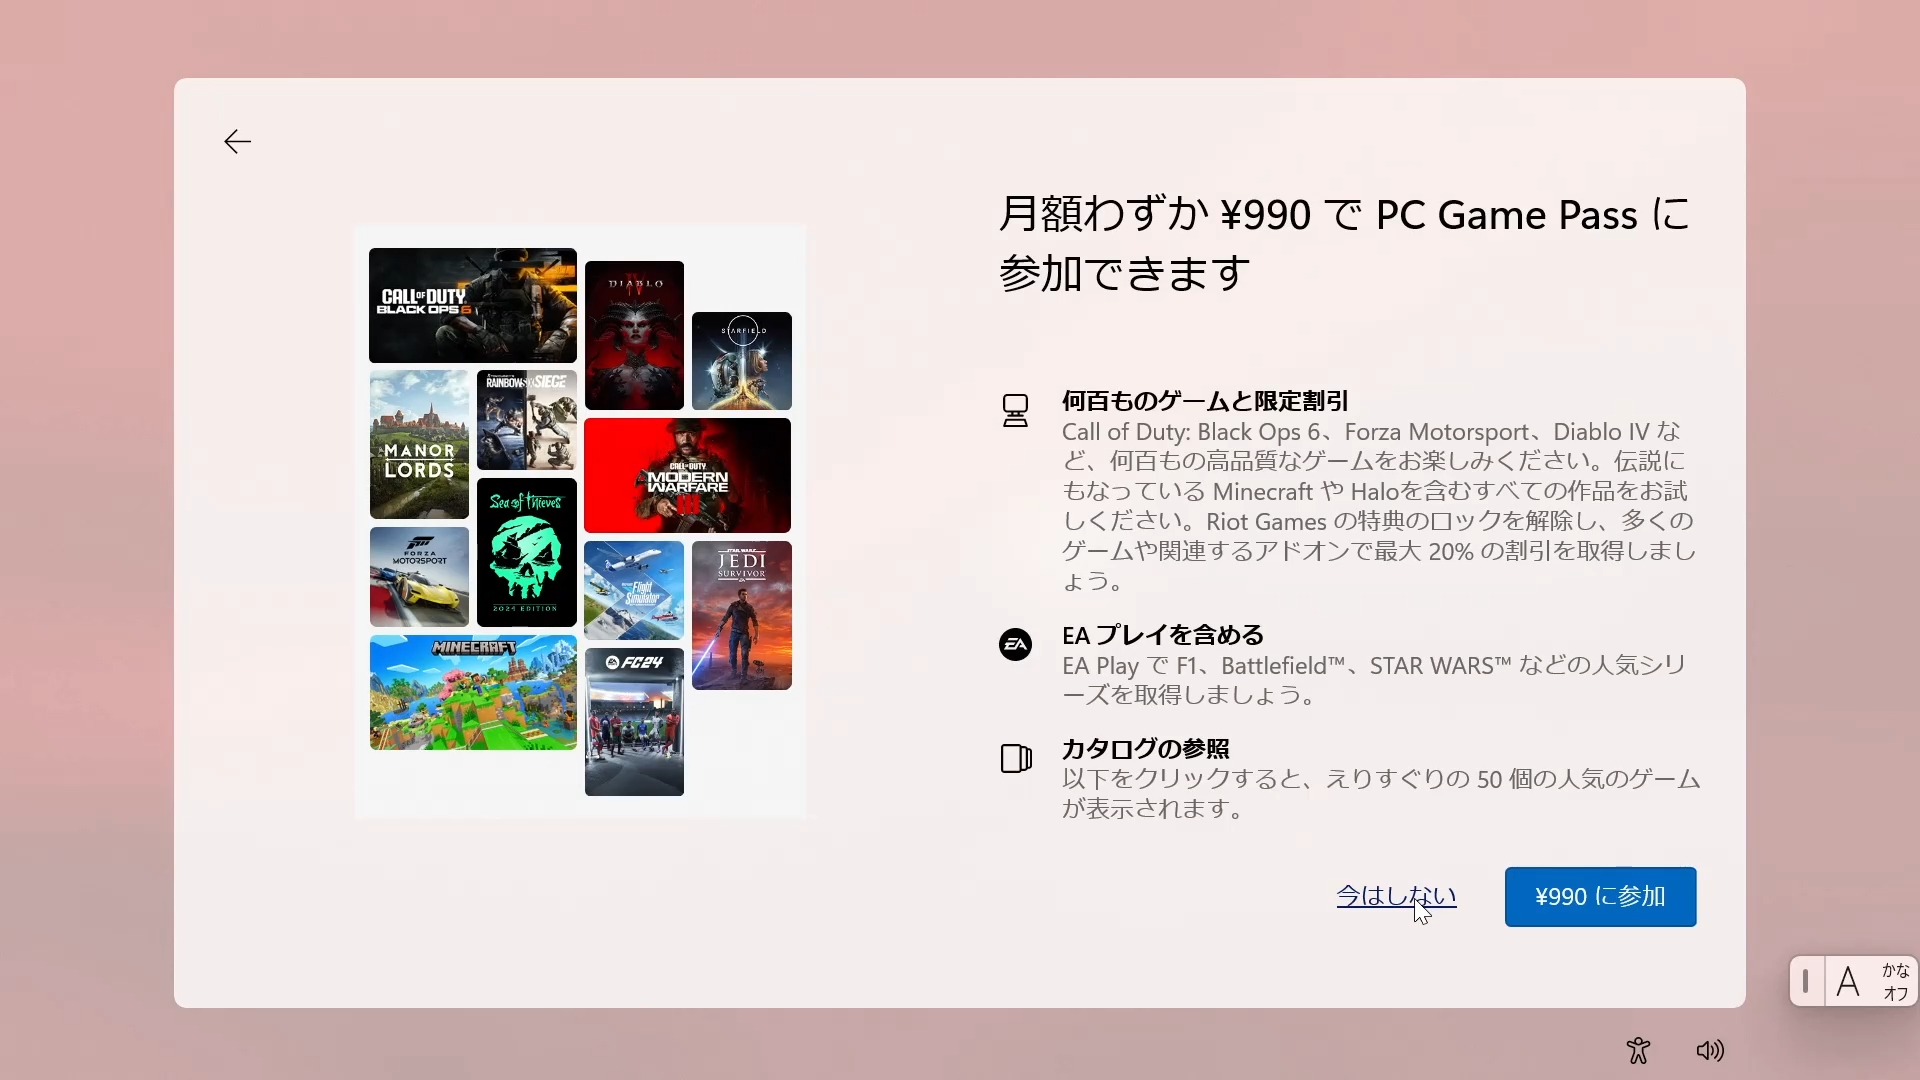 月額わずか ¥990 で PC Game Pass に
参加できます
CALL OF DUTY
BLACK OPS 6
DIABLO
IV
STARFIELD
RAINBOW SIX SIEGE
MANOR
LORDS
CALL OF DUTY
MODERN
WARFARE
III
Sea of Thieves
2024 EDITION
FORZA
MOTORSPORT
Flight
Simulator
STAR WARS
JEDI
SURVIVOR
MINECRAFT
EA FC24
何百ものゲームと限定割引
Call of Duty: Black Ops 6、Forza Motorsport、Diablo IV な
ど、何百もの高品質なゲームをお楽しみください。伝説に
もなっている Minecraft や Haloを含むすべての作品をお試
しください。Riot Games の特典のロックを解除し、多くの
ゲームや関連するアドオンで最大 20% の割引を取得しまし
ょう。
EA
EA プレイを含める
EA Play で F1、Battlefield™、STAR WARS™ などの人気シリ
ーズを取得しましょう。
カタログの参照
以下をクリックすると、えりすぐりの 50 個の人気のゲーム
が表示されます。
今はしない
¥990 に参加
A
かな
オフ